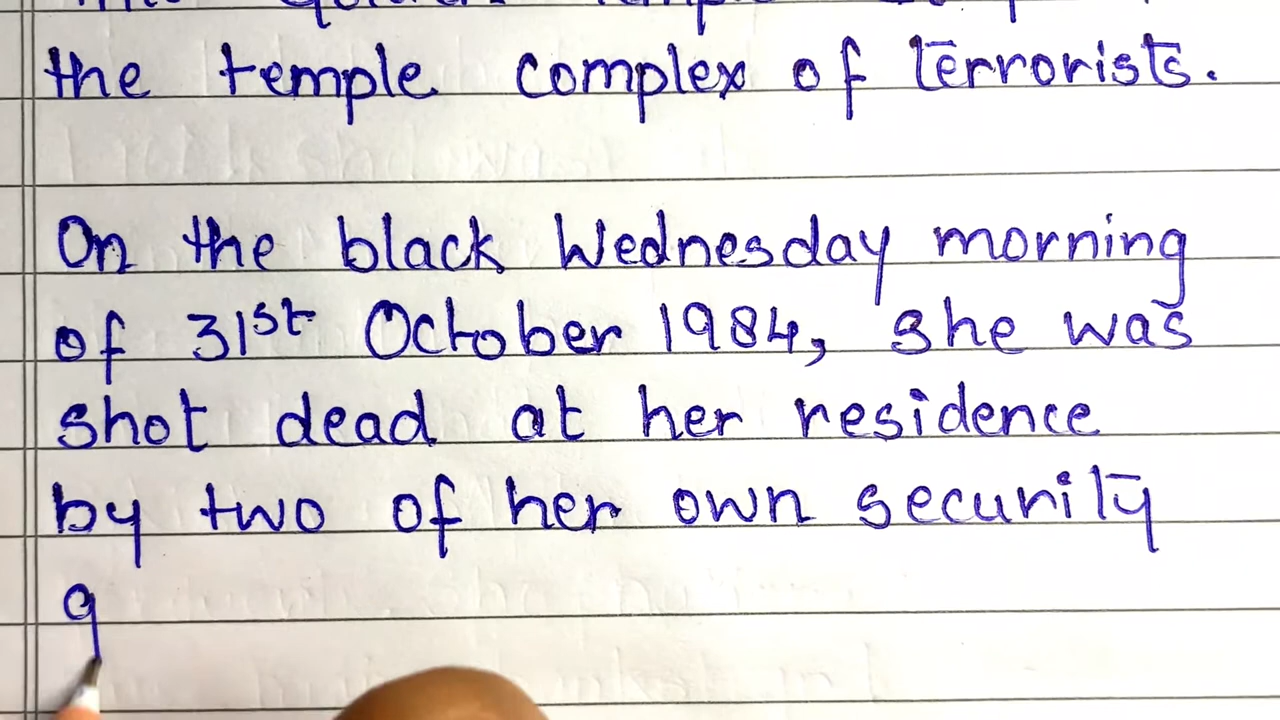 the temple complex of terrorists.
On the black Wednesday morning
of 31st October 1984, she was
shot dead at her residence
by two of her own security
g